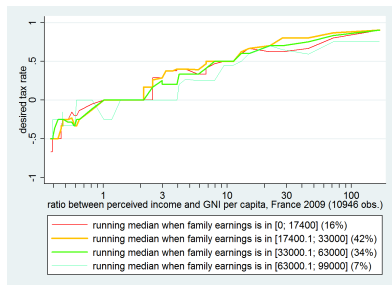 desired tax rate
1
.5
0
-.5
-1
1 3 10 30 100
ratio between perceived income and GNI per capita, France 2009 (10946 obs.)
running median when family earnings is in [0; 17400] (16%)
running median when family earnings is in [17400.1; 33000] (42%)
running median when family earnings is in [33000.1; 63000] (34%)
running median when family earnings is in [63000.1; 99000] (7%)